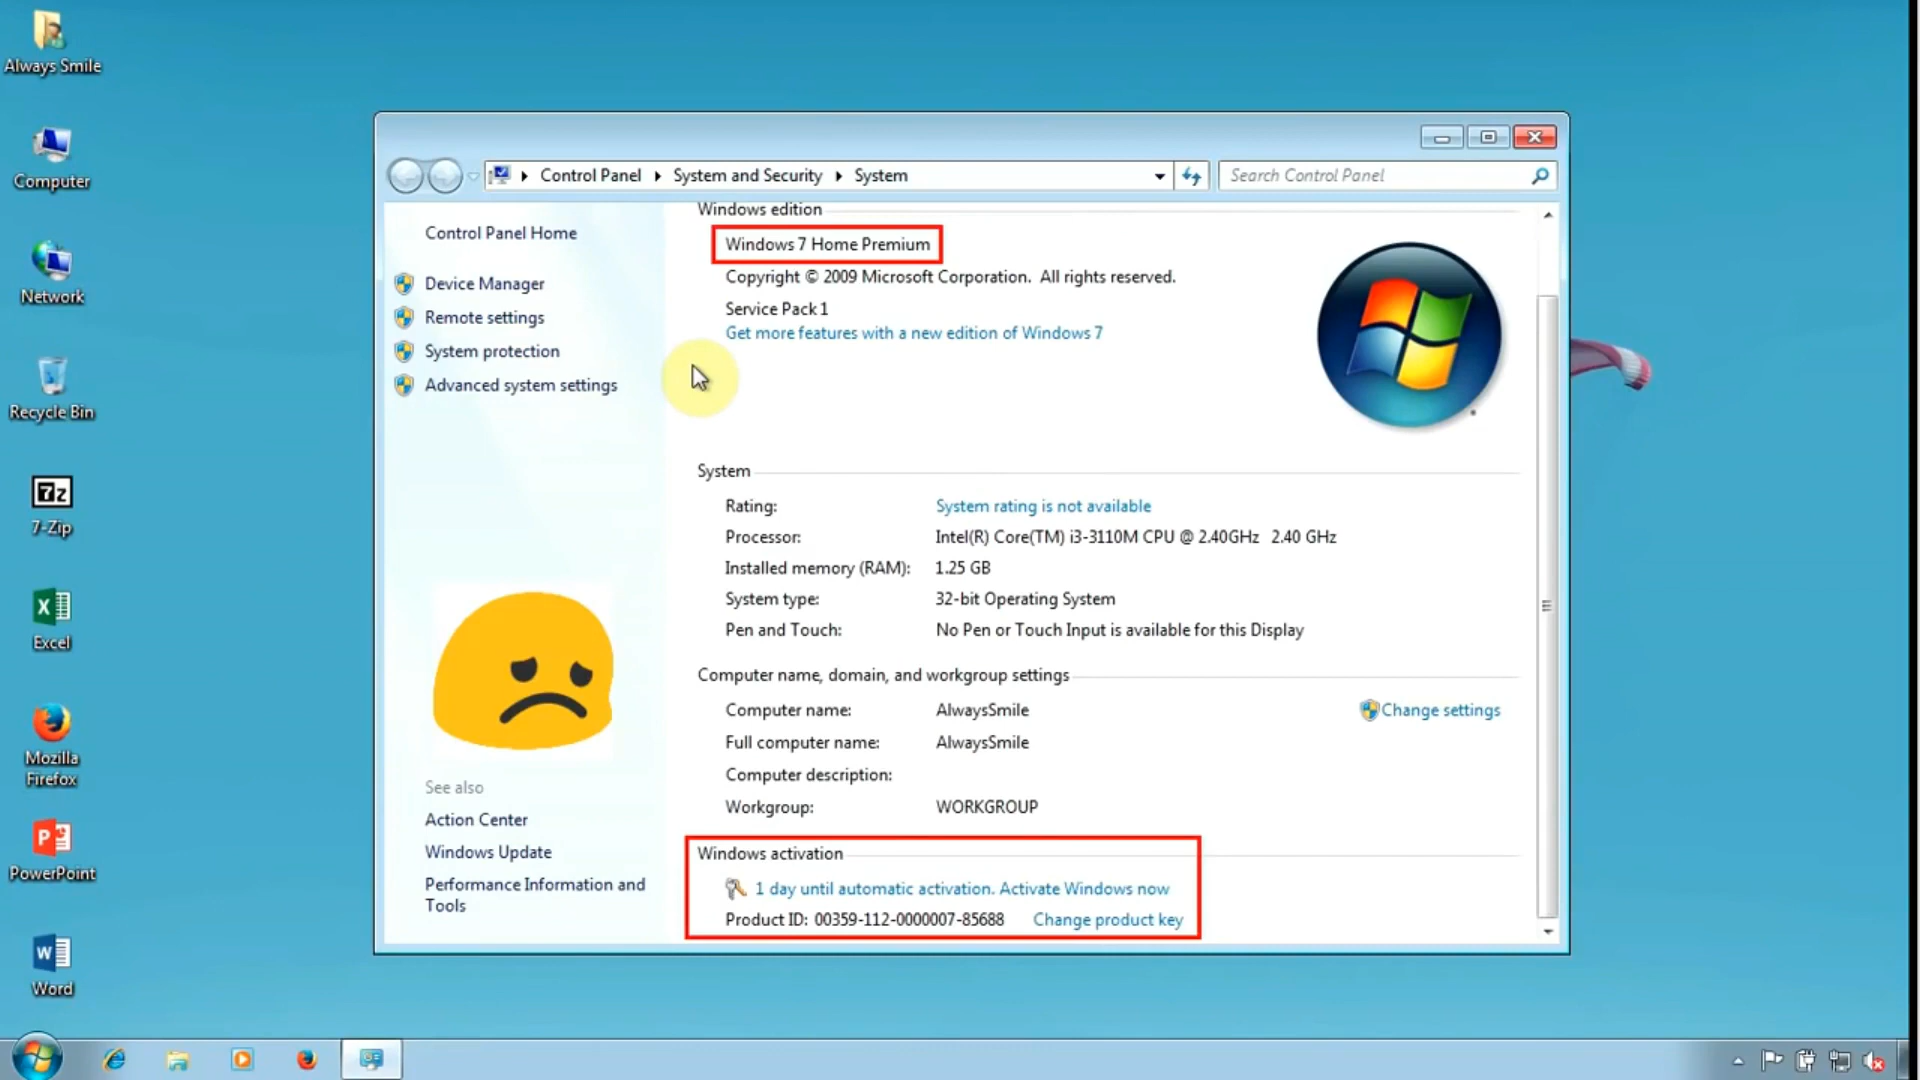 Always Smile
Computer
Network
Recycle Bin
7z
7-Zip
X
Excel
Mozilla
Firefox
P
PowerPoint
W
Word
Control Panel
System and Security
System
Search Control Panel
Control Panel Home
Device Manager
Remote settings
System protection
Advanced system settings
See also
Action Center
Windows Update
Performance Information and
Tools
Windows edition
Windows 7 Home Premium
Copyright © 2009 Microsoft Corporation. All rights reserved.
Service Pack 1
Get more features with a new edition of Windows 7
System
Rating: System rating is not available
Processor: Intel(R) Core(TM) i3-3110M CPU @ 2.40GHz 2.40 GHz
Installed memory (RAM): 1.25 GB
System type: 32-bit Operating System
Pen and Touch: No Pen or Touch Input is available for this Display
Computer name, domain, and workgroup settings
Computer name: AlwaysSmile
Change settings
Full computer name: AlwaysSmile
Computer description:
Workgroup: WORKGROUP
Windows activation
1 day until automatic activation. Activate Windows now
Product ID: 00359-112-0000007-85688 Change product key